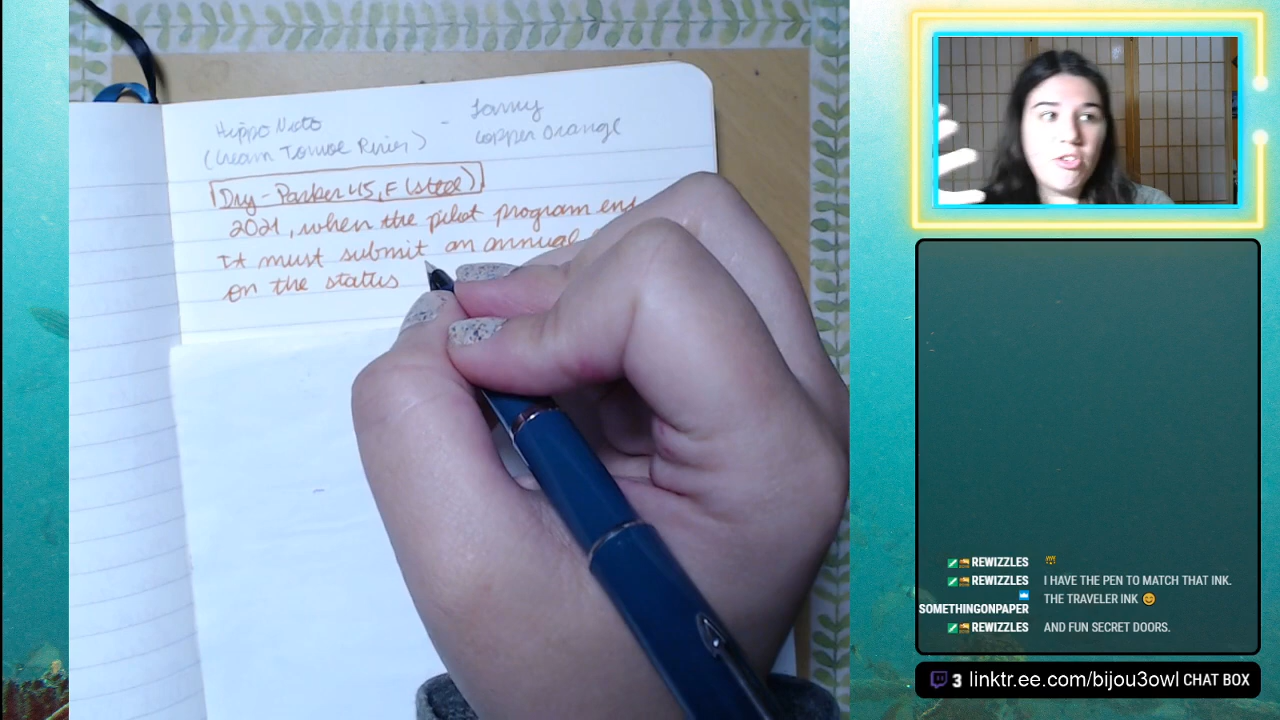 Hippo Noto - Lamy
(Cream Tomoe River) Copper Orange
Dry - Parker 45, F (steel)
2021, when the pilot program en
It must submit an annual
on the status
REWIZZLES
REWIZZLES I HAVE THE PEN TO MATCH THAT INK.
SOMETHINGONPAPER THE TRAVELER INK 😊
REWIZZLES AND FUN SECRET DOORS.
3 linktr.ee.com/bijou3owl CHAT BOX